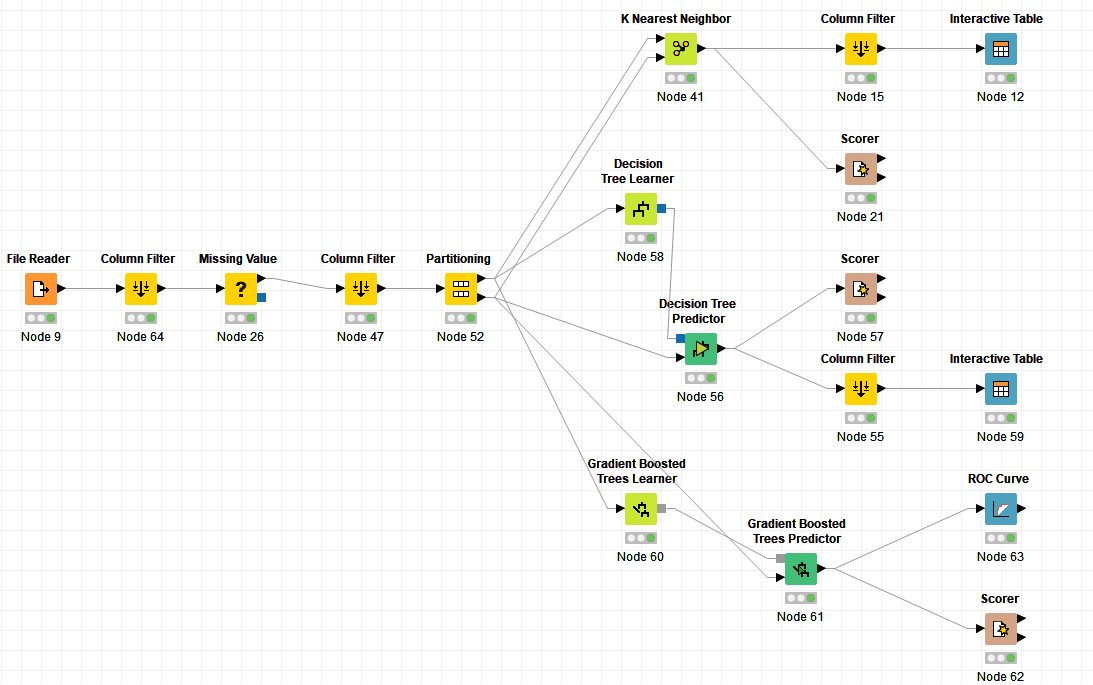 K Nearest Neighbor
Column Filter
Interactive Table
Node 41
Node 15
Node 12
Scorer
Node 21
Decision
Tree Learner
Node 58
File Reader
Column Filter
Missing Value
Column Filter
Partitioning
Scorer
?
Node 9
Node 64
Node 26
Node 47
Node 52
Node 57
Decision Tree
Predictor
Node 56
Column Filter
Interactive Table
Node 55
Node 59
Gradient Boosted
Trees Learner
Node 60
ROC Curve
Node 63
Gradient Boosted
Trees Predictor
Node 61
Scorer
Node 62